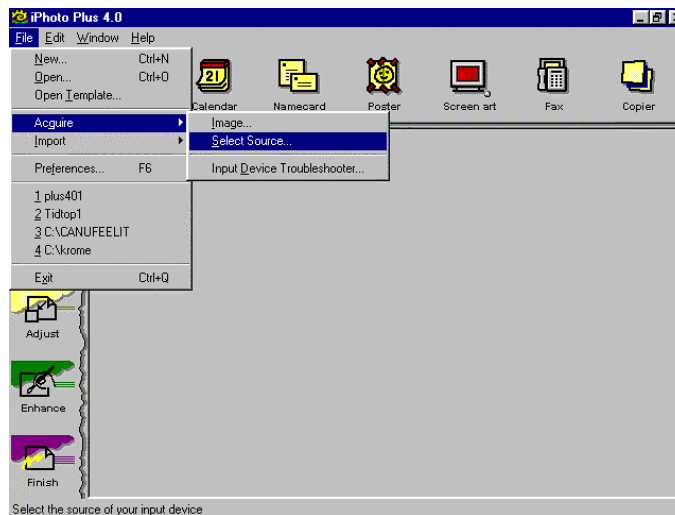 iPhoto Plus 4.0
File Edit Window Help
New... Ctrl+N
Open... Ctrl+O
Open Template...
Acquire
Import
Preferences... F6
1 plus401
2 Tidtop1
3 C:\CANUFEELIT
4 C:\krome
Exit Ctrl+Q
Image...
Select Source...
Input Device Troubleshooter...
21
Calendar Namecard Poster Screen art Fax Copier
Adjust
Enhance
Finish
Select the source of your input device